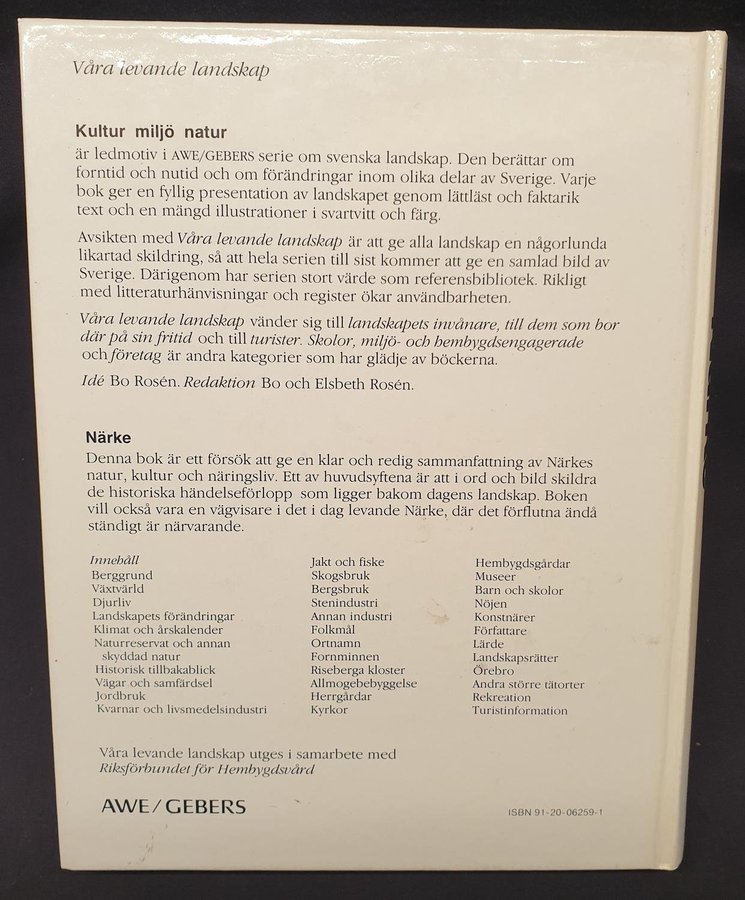 Våra levande landskap
Kultur miljö natur
är ledmotiv i AWE/GEBERS serie om svenska landskap. Den berättar om
forntid och nutid och om förändringar inom olika delar av Sverige. Varje
bok ger en fyllig presentation av landskapet genom lättläst och faktarik
text och en mängd illustrationer i svartvitt och färg.
Avsikten med Våra levande landskap är att ge alla landskap en någorlunda
likartad skildring, så att hela serien till sist kommer att ge en samlad bild av
Sverige. Därigenom har serien stort värde som referensbibliotek. Rikligt
med litteraturhänvisningar och register ökar användbarheten.
Våra levande landskap vänder sig till landskapets invånare, till dem som bor
där på sin fritid och till turister. Skolor, miljö- och hembygdsengagerade
och företag är andra kategorier som har glädje av böckerna.
Idé Bo Rosén. Redaktion Bo och Elsbeth Rosén.
Närke
Denna bok är ett försök att ge en klar och redig sammanfattning av Närkes
natur, kultur och näringsliv. Ett av huvudsyftena är att i ord och bild skildra
de historiska händelseförlopp som ligger bakom dagens landskap. Boken
vill också vara en vägvisare i det i dag levande Närke, där det förflutna ändå
ständigt är närvarande.
Innehåll
Berggrund
Växtvärld
Djurliv
Landskapets förändringar
Klimat och årskalender
Naturreservat och annan
skyddad natur
Historisk tillbakablick
Vägar och samfärdsel
Jordbruk
Kvarnar och livsmedelsindustri
Jakt och fiske
Skogsbruk
Bergsbruk
Stenindustri
Annan industri
Folkmål
Ortnamn
Fornminnen
Riseberga kloster
Allmogebebyggelse
Herrgårdar
Kyrkor
Hembygdsgårdar
Museer
Barn och skolor
Nöjen
Konstnärer
Författare
Lärde
Landskapsrätter
Örebro
Andra större tätorter
Rekreation
Turistinformation
Våra levande landskap utges i samarbete med
Riksförbundet för Hembygdsvård
AWE/GEBERS
ISBN 91-20-06259-1